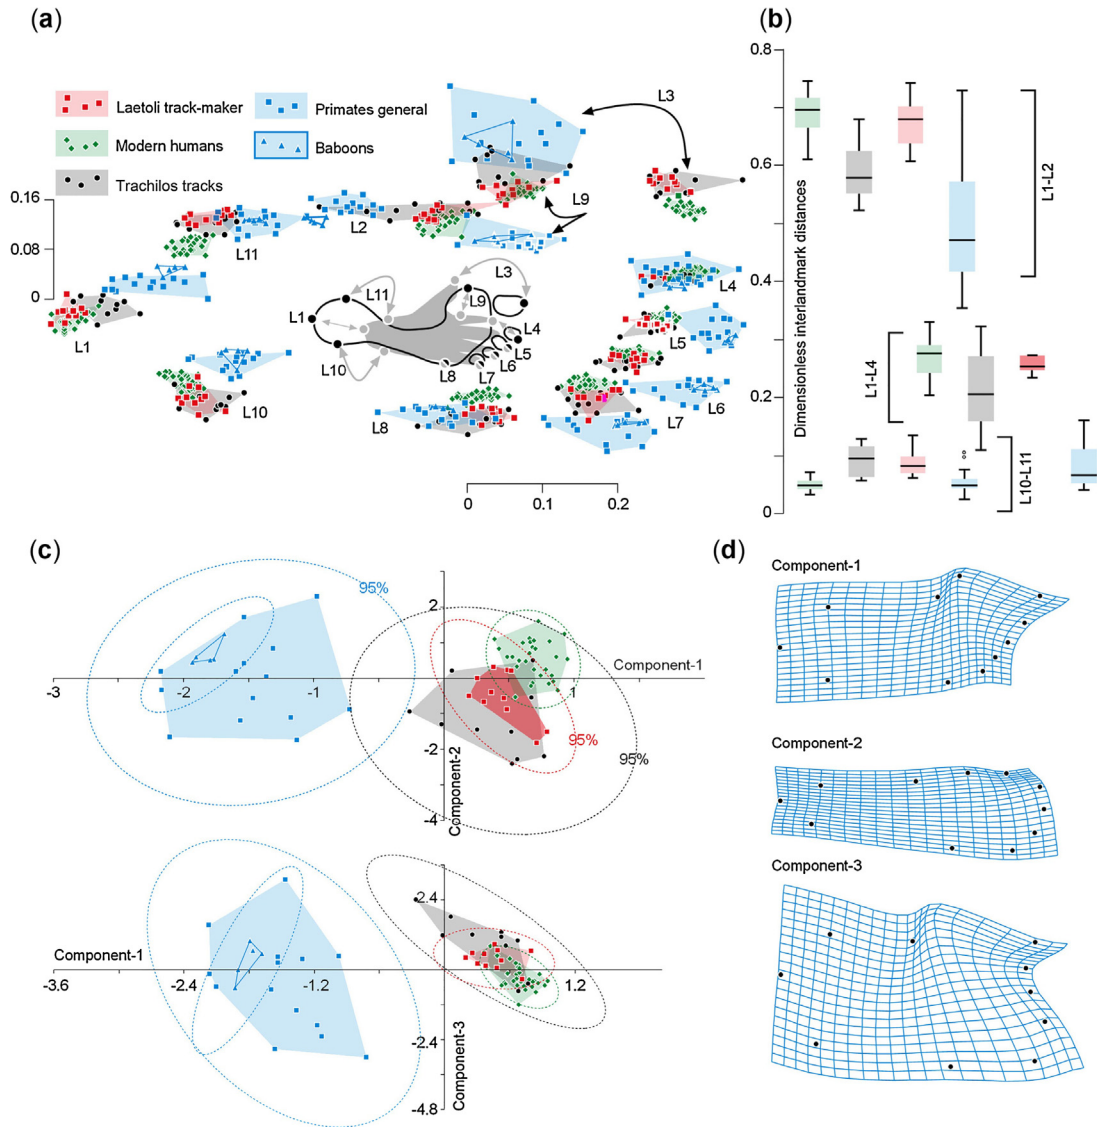 (a)
Laetoli track-maker
Primates general
Modern humans
Baboons
Trachilos tracks
L3
L9
L2
L11
0.16
0.08
0
L1
L10
L3
L11
L9
L1
L4
L5
L6
L7
L8
L10
L4
L5
L6
L7
L8
0 0.1 0.2
(b)
0.8
0.6
0.4
0.2
0
Dimensionless interlandmark distances
L1-L2
L1-L4
L10-L11
(c)
95%
2
Component-1
-3 -2 -1 1
95%
95%
-2
-4
Component-2
2.4
Component-1
-3.6 -2.4 -1.2 1.2
-2.4
-4.8
Component-3
(d)
Component-1
Component-2
Component-3